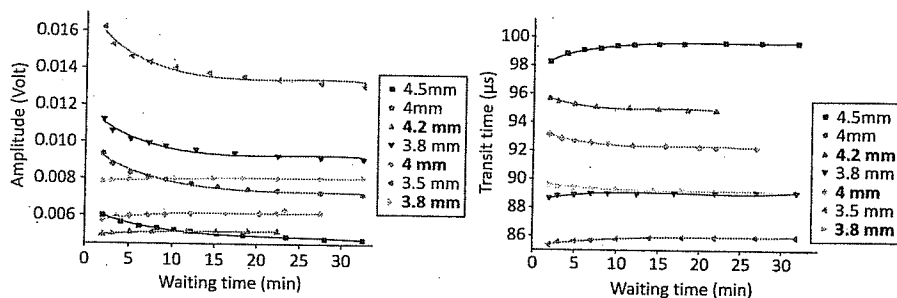 0.016
0.014
0.012
0.010
0.008
0.006
Amplitude (Volt)
0 5 10 15 20 25 30
Waiting time (min)
4.5mm
4mm
4.2 mm
3.8 mm
4 mm
3.5 mm
3.8 mm
100
98
96
94
92
90
88
86
Transit time (µs)
0 5 10 15 20 25 30
Waiting time (min)
4.5mm
4mm
4.2 mm
3.8 mm
4 mm
3.5 mm
3.8 mm